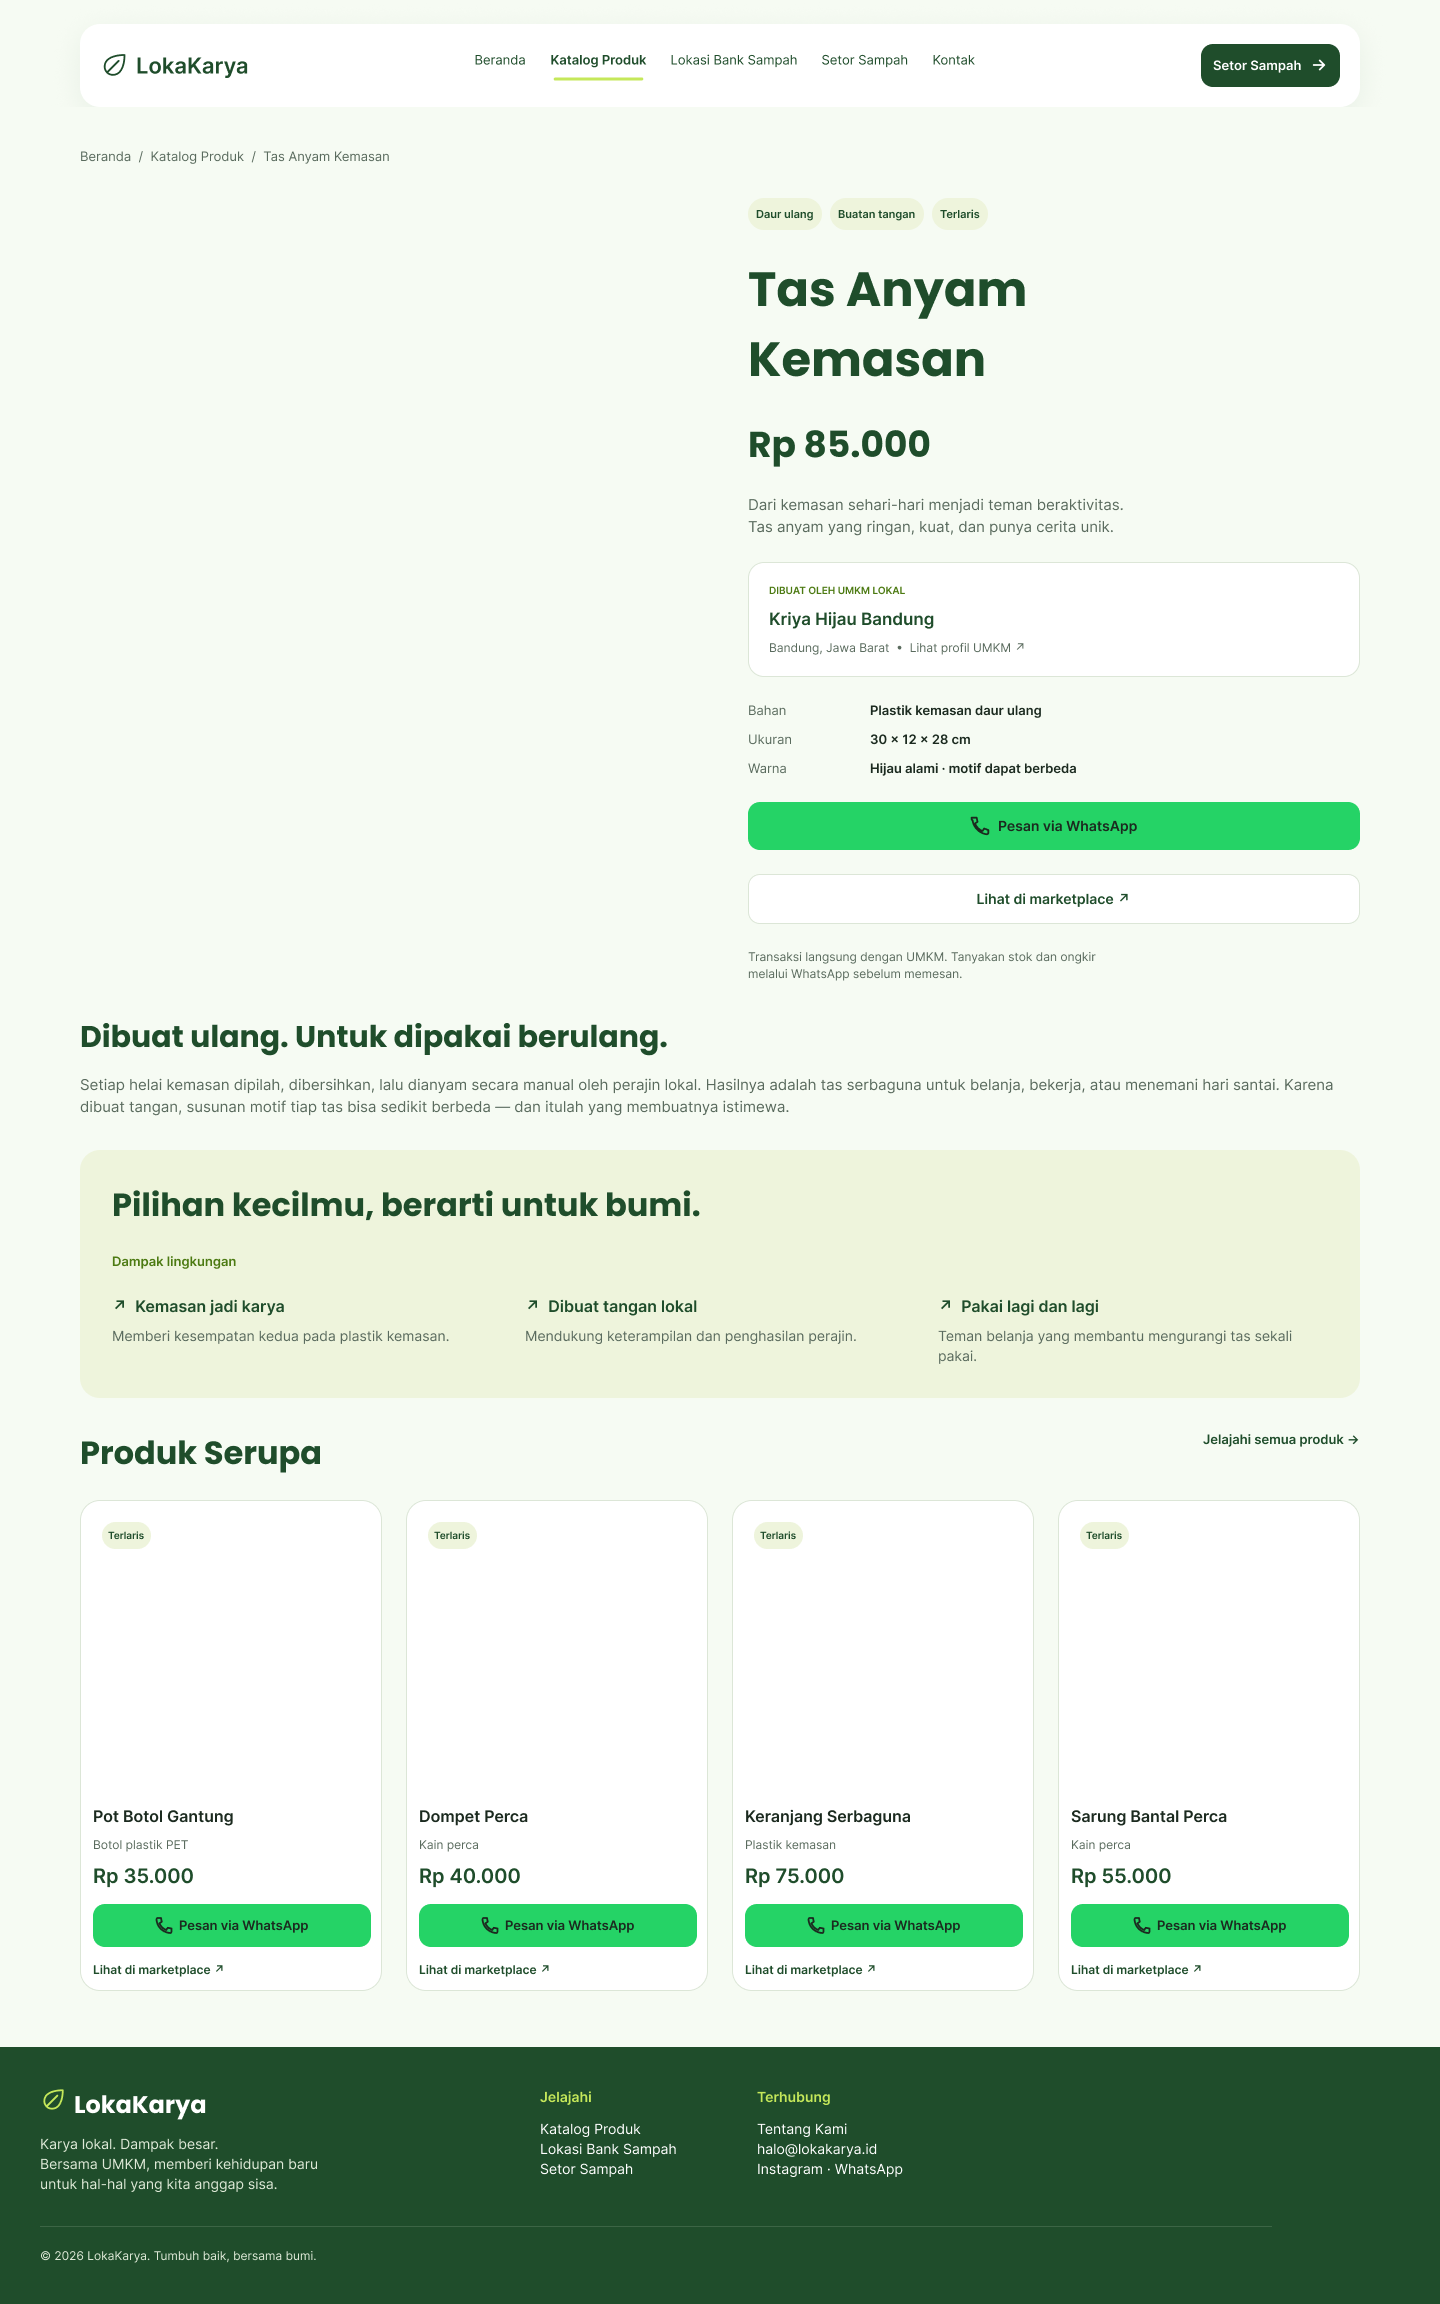 LokaKarya
Beranda Katalog Produk Lokasi Bank Sampah Setor Sampah Kontak
Setor Sampah →
Beranda / Katalog Produk / Tas Anyam Kemasan
Daur ulang Buatan tangan Terlaris
Tas Anyam
Kemasan
Rp 85.000
Dari kemasan sehari-hari menjadi teman beraktivitas.
Tas anyam yang ringan, kuat, dan punya cerita unik.
DIBUAT OLEH UMKM LOKAL
Kriya Hijau Bandung
Bandung, Jawa Barat • Lihat profil UMKM ↗
Bahan Plastik kemasan daur ulang
Ukuran 30 × 12 × 28 cm
Warna Hijau alami · motif dapat berbeda
Pesan via WhatsApp
Lihat di marketplace ↗
Transaksi langsung dengan UMKM. Tanyakan stok dan ongkir
melalui WhatsApp sebelum memesan.
Dibuat ulang. Untuk dipakai berulang.
Setiap helai kemasan dipilah, dibersihkan, lalu dianyam secara manual oleh perajin lokal. Hasilnya adalah tas serbaguna untuk belanja, bekerja, atau menemani hari santai. Karena
dibuat tangan, susunan motif tiap tas bisa sedikit berbeda — dan itulah yang membuatnya istimewa.
Pilihan kecilmu, berarti untuk bumi.
Dampak lingkungan
↗ Kemasan jadi karya
Memberi kesempatan kedua pada plastik kemasan.
↗ Dibuat tangan lokal
Mendukung keterampilan dan penghasilan perajin.
↗ Pakai lagi dan lagi
Teman belanja yang membantu mengurangi tas sekali
pakai.
Produk Serupa
Jelajahi semua produk →
Terlaris
Pot Botol Gantung
Botol plastik PET
Rp 35.000
Pesan via WhatsApp
Lihat di marketplace ↗
Terlaris
Dompet Perca
Kain perca
Rp 40.000
Pesan via WhatsApp
Lihat di marketplace ↗
Terlaris
Keranjang Serbaguna
Plastik kemasan
Rp 75.000
Pesan via WhatsApp
Lihat di marketplace ↗
Terlaris
Sarung Bantal Perca
Kain perca
Rp 55.000
Pesan via WhatsApp
Lihat di marketplace ↗
LokaKarya
Karya lokal. Dampak besar.
Bersama UMKM, memberi kehidupan baru
untuk hal-hal yang kita anggap sisa.
Jelajahi
Katalog Produk
Lokasi Bank Sampah
Setor Sampah
Terhubung
Tentang Kami
halo@lokakarya.id
Instagram · WhatsApp
© 2026 LokaKarya. Tumbuh baik, bersama bumi.